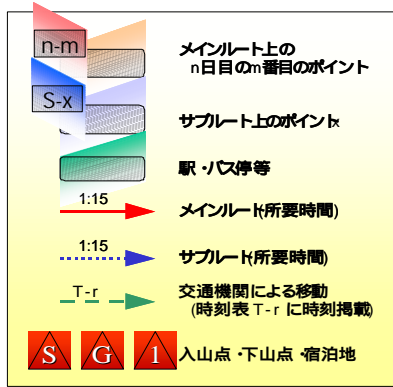 n-m
メインルート上の
n日目のm番目のポイント
S-x
サブルート上のポイントx
駅・バス停等
1:15
メインルート(所要時間)
1:15
サブルート(所要時間)
T-r
交通機関による移動
(時刻表T-rに時刻掲載)
S G 1 入山点・下山点・宿泊地